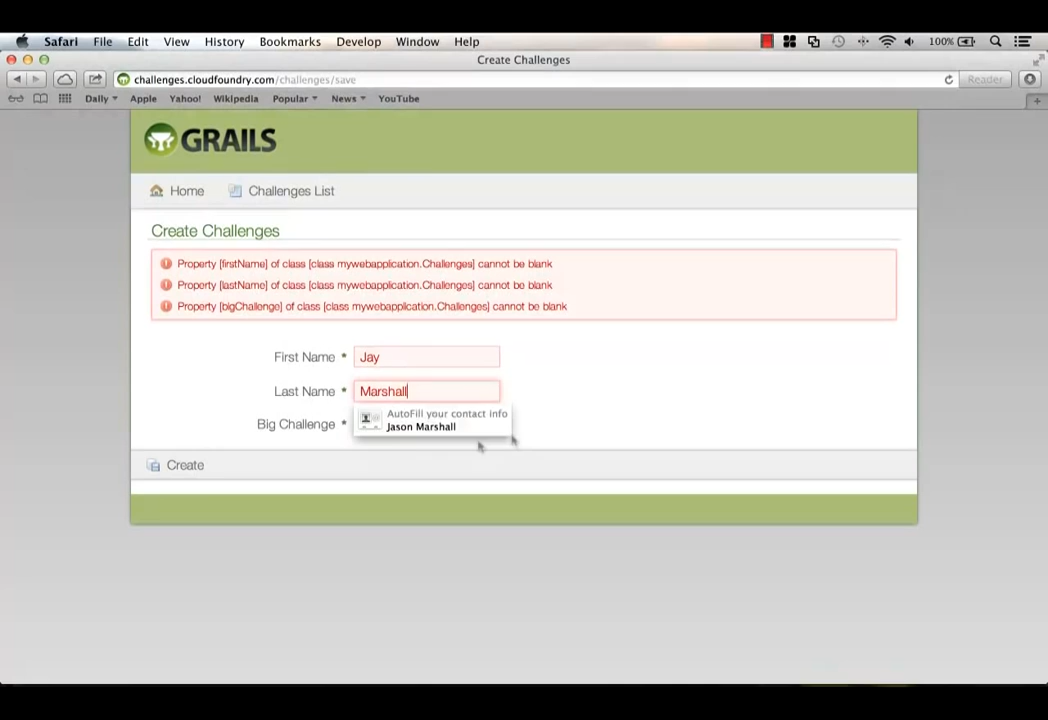 Safari File Edit View History Bookmarks Develop Window Help 100%
Create Challenges
challenges.cloudfoundry.com/challenges/save Reader
Daily Apple Yahoo! Wikipedia Popular News YouTube
GRAILS
Home Challenges List
Create Challenges
Property [firstName] of class [class mywebapplication.Challenges] cannot be blank
Property [lastName] of class [class mywebapplication.Challenges] cannot be blank
Property [bigChallenge] of class [class mywebapplication.Challenges] cannot be blank
First Name * Jay
Last Name * Marshall
AutoFill your contact info
Big Challenge * Jason Marshall
Create